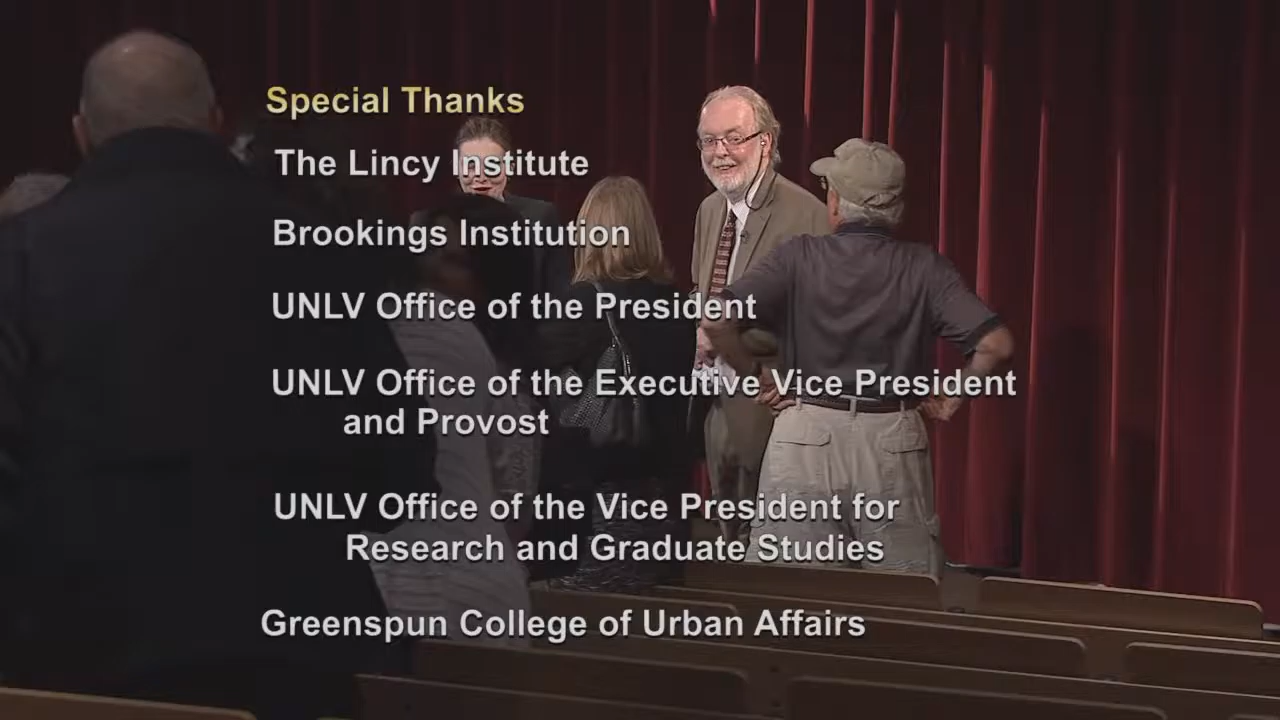 Special Thanks
The Lincy Institute
Brookings Institution
UNLV Office of the President
UNLV Office of the Executive Vice President
and Provost
UNLV Office of the Vice President for
Research and Graduate Studies
Greenspun College of Urban Affairs